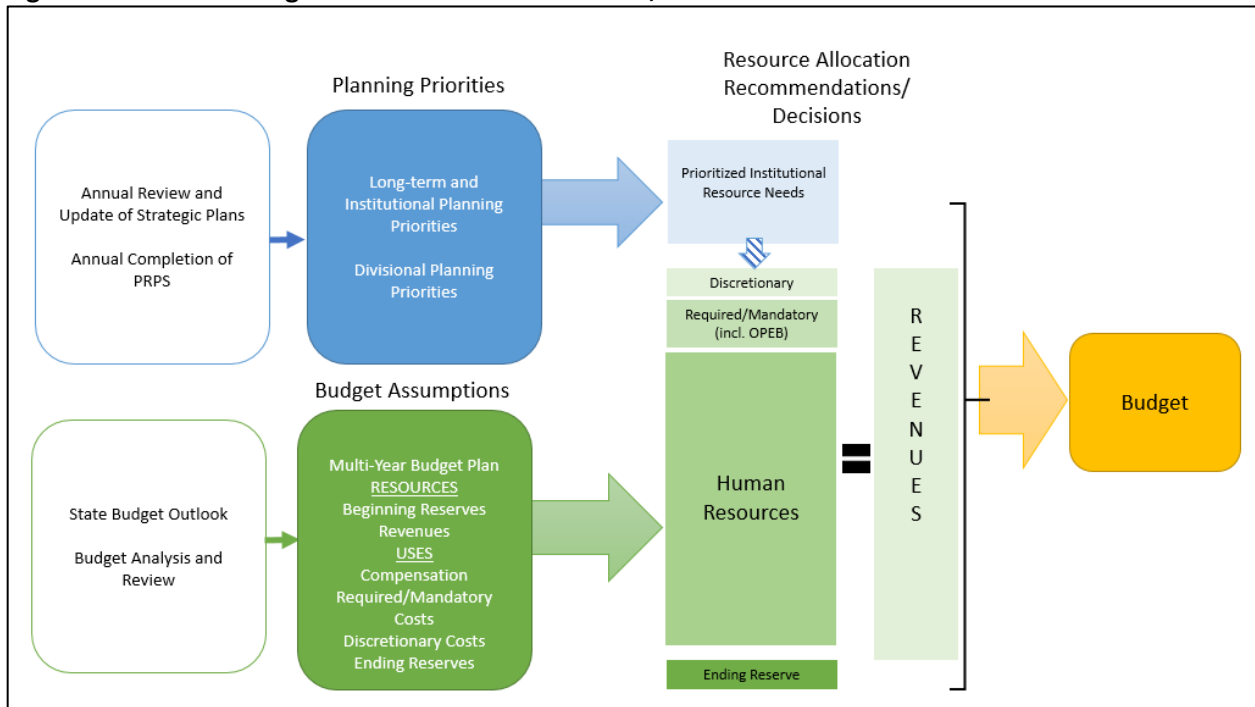 Planning Priorities
Resource Allocation
Recommendations/
Decisions
Annual Review and
Update of Strategic Plans
Annual Completion of
PRPS
Long-term and
Institutional Planning
Priorities
Divisional Planning
Priorities
Prioritized Institutional
Resource Needs
Discretionary
Required/Mandatory
(incl. OPEB)
Human
Resources
Ending Reserve
R
E
V
E
N
U
E
S
=
Budget
Budget Assumptions
State Budget Outlook
Budget Analysis and
Review
Multi-Year Budget Plan
RESOURCES
Beginning Reserves
Revenues
USES
Compensation
Required/Mandatory
Costs
Discretionary Costs
Ending Reserves